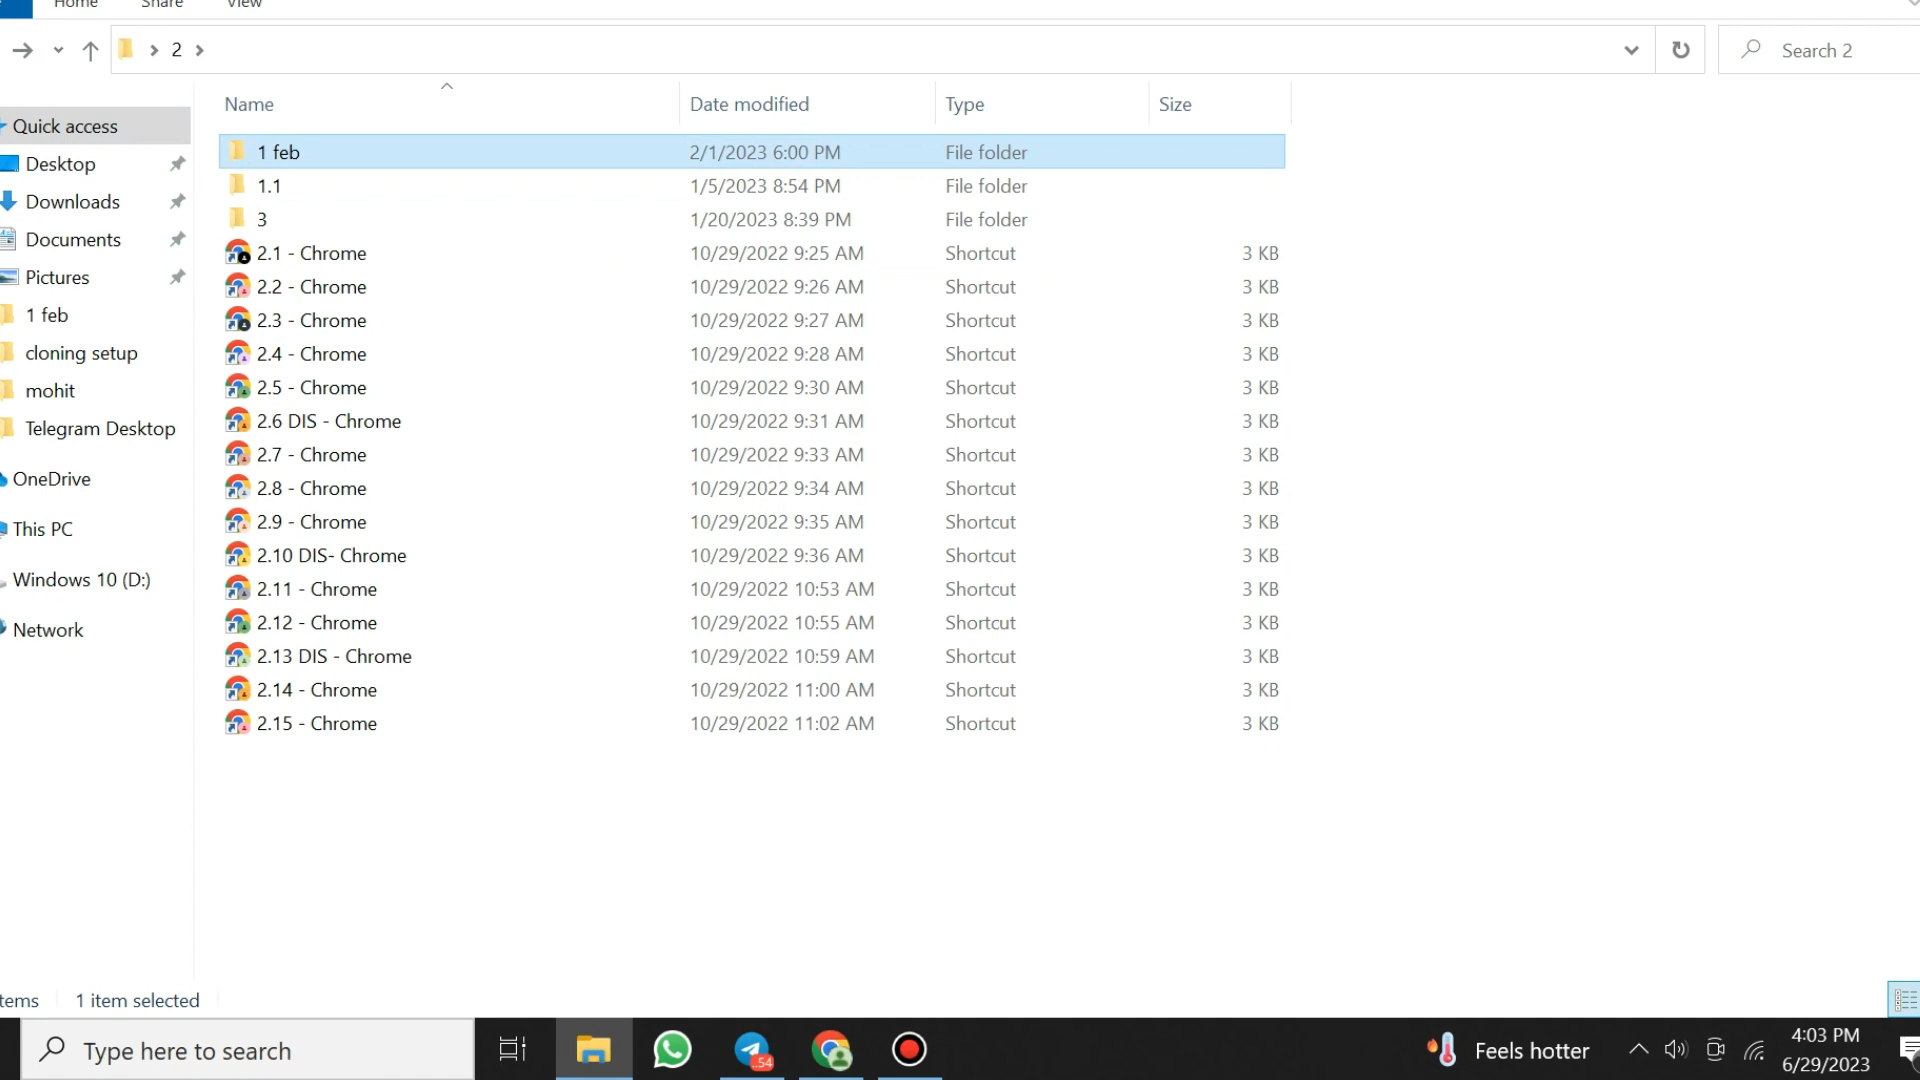 Home Share View
2
Search 2
Name Date modified Type Size
Quick access
Desktop
Downloads
Documents
Pictures
1 feb
cloning setup
mohit
Telegram Desktop
OneDrive
This PC
Windows 10 (D:)
Network
1 feb 2/1/2023 6:00 PM File folder
1.1 1/5/2023 8:54 PM File folder
3 1/20/2023 8:39 PM File folder
2.1 - Chrome 10/29/2022 9:25 AM Shortcut 3 KB
2.2 - Chrome 10/29/2022 9:26 AM Shortcut 3 KB
2.3 - Chrome 10/29/2022 9:27 AM Shortcut 3 KB
2.4 - Chrome 10/29/2022 9:28 AM Shortcut 3 KB
2.5 - Chrome 10/29/2022 9:30 AM Shortcut 3 KB
2.6 DIS - Chrome 10/29/2022 9:31 AM Shortcut 3 KB
2.7 - Chrome 10/29/2022 9:33 AM Shortcut 3 KB
2.8 - Chrome 10/29/2022 9:34 AM Shortcut 3 KB
2.9 - Chrome 10/29/2022 9:35 AM Shortcut 3 KB
2.10 DIS- Chrome 10/29/2022 9:36 AM Shortcut 3 KB
2.11 - Chrome 10/29/2022 10:53 AM Shortcut 3 KB
2.12 - Chrome 10/29/2022 10:55 AM Shortcut 3 KB
2.13 DIS - Chrome 10/29/2022 10:59 AM Shortcut 3 KB
2.14 - Chrome 10/29/2022 11:00 AM Shortcut 3 KB
2.15 - Chrome 10/29/2022 11:02 AM Shortcut 3 KB
tems 1 item selected
Type here to search
54
Feels hotter
4:03 PM
6/29/2023